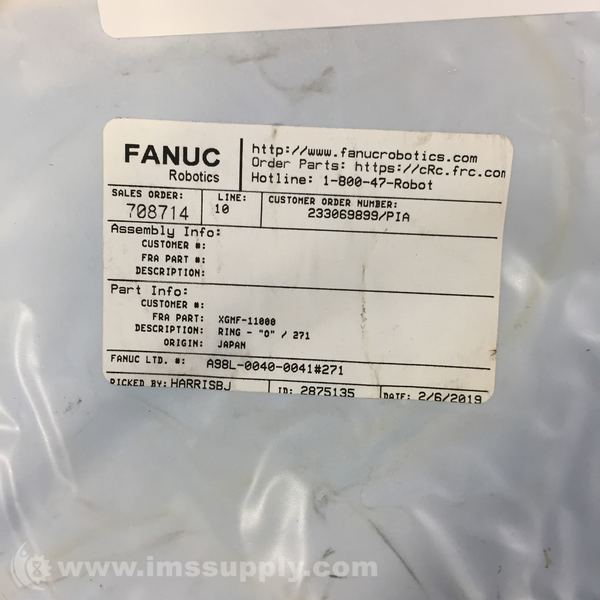 FANUC
Robotics
http://www.fanucrobotics.com
Order Parts: https://cRc.frc.com
Hotline: 1-800-47-Robot
SALES ORDER: LINE: CUSTOMER ORDER NUMBER:
708714 10 233069899/PIA
Assembly Info:
CUSTOMER #:
FRA PART #:
DESCRIPTION:
Part Info:
CUSTOMER #:
FRA PART: XGMF-11000
DESCRIPTION: RING - "O" / 271
ORIGIN: JAPAN
FANUC LTD. #: A98L-0040-0041#271
PICKED BY: HARRISBJ ID: 2875135 DATE: 2/6/2019
www.imssupply.com